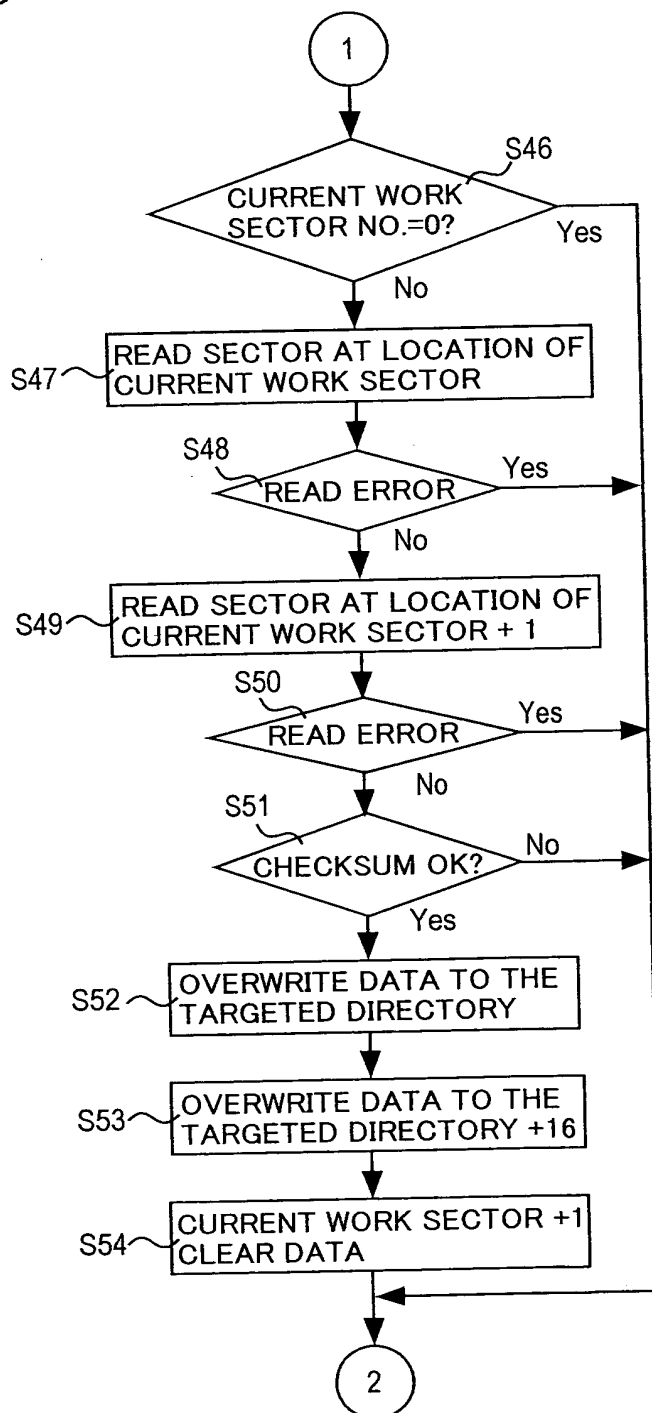 1
S46
CURRENT WORK
SECTOR NO.=0?
Yes
No
READ SECTOR AT LOCATION OF
S47
CURRENT WORK SECTOR
S48
Yes
READ ERROR
No
READ SECTOR AT LOCATION OF
S49
CURRENT WORK SECTOR + 1
S50
Yes
READ ERROR
No
S51
No
CHECKSUM OK?
Yes
OVERWRITE DATA TO THE
S52
TARGETED DIRECTORY
OVERWRITE DATA TO THE
S53
TARGETED DIRECTORY +16
CURRENT WORK SECTOR +1
S54
CLEAR DATA
2